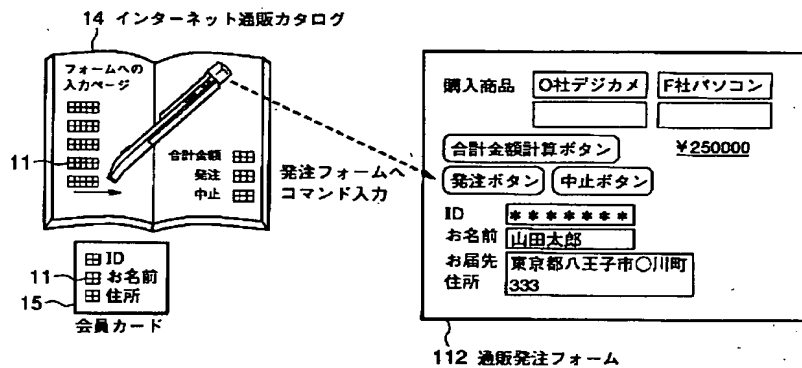 14 インターネット通販カタログ
フォームへの
入力ページ
11
合計金額
発注
中止
発注フォームへ
コマンド入力
ID
11 お名前
15 住所
会員カード
購入商品 O社デジカメ F社パソコン
合計金額計算ボタン ¥250000
発注ボタン 中止ボタン
ID *******
お名前 山田太郎
お届先 東京都八王子市○川町
住所 333
112 通販発注フォーム